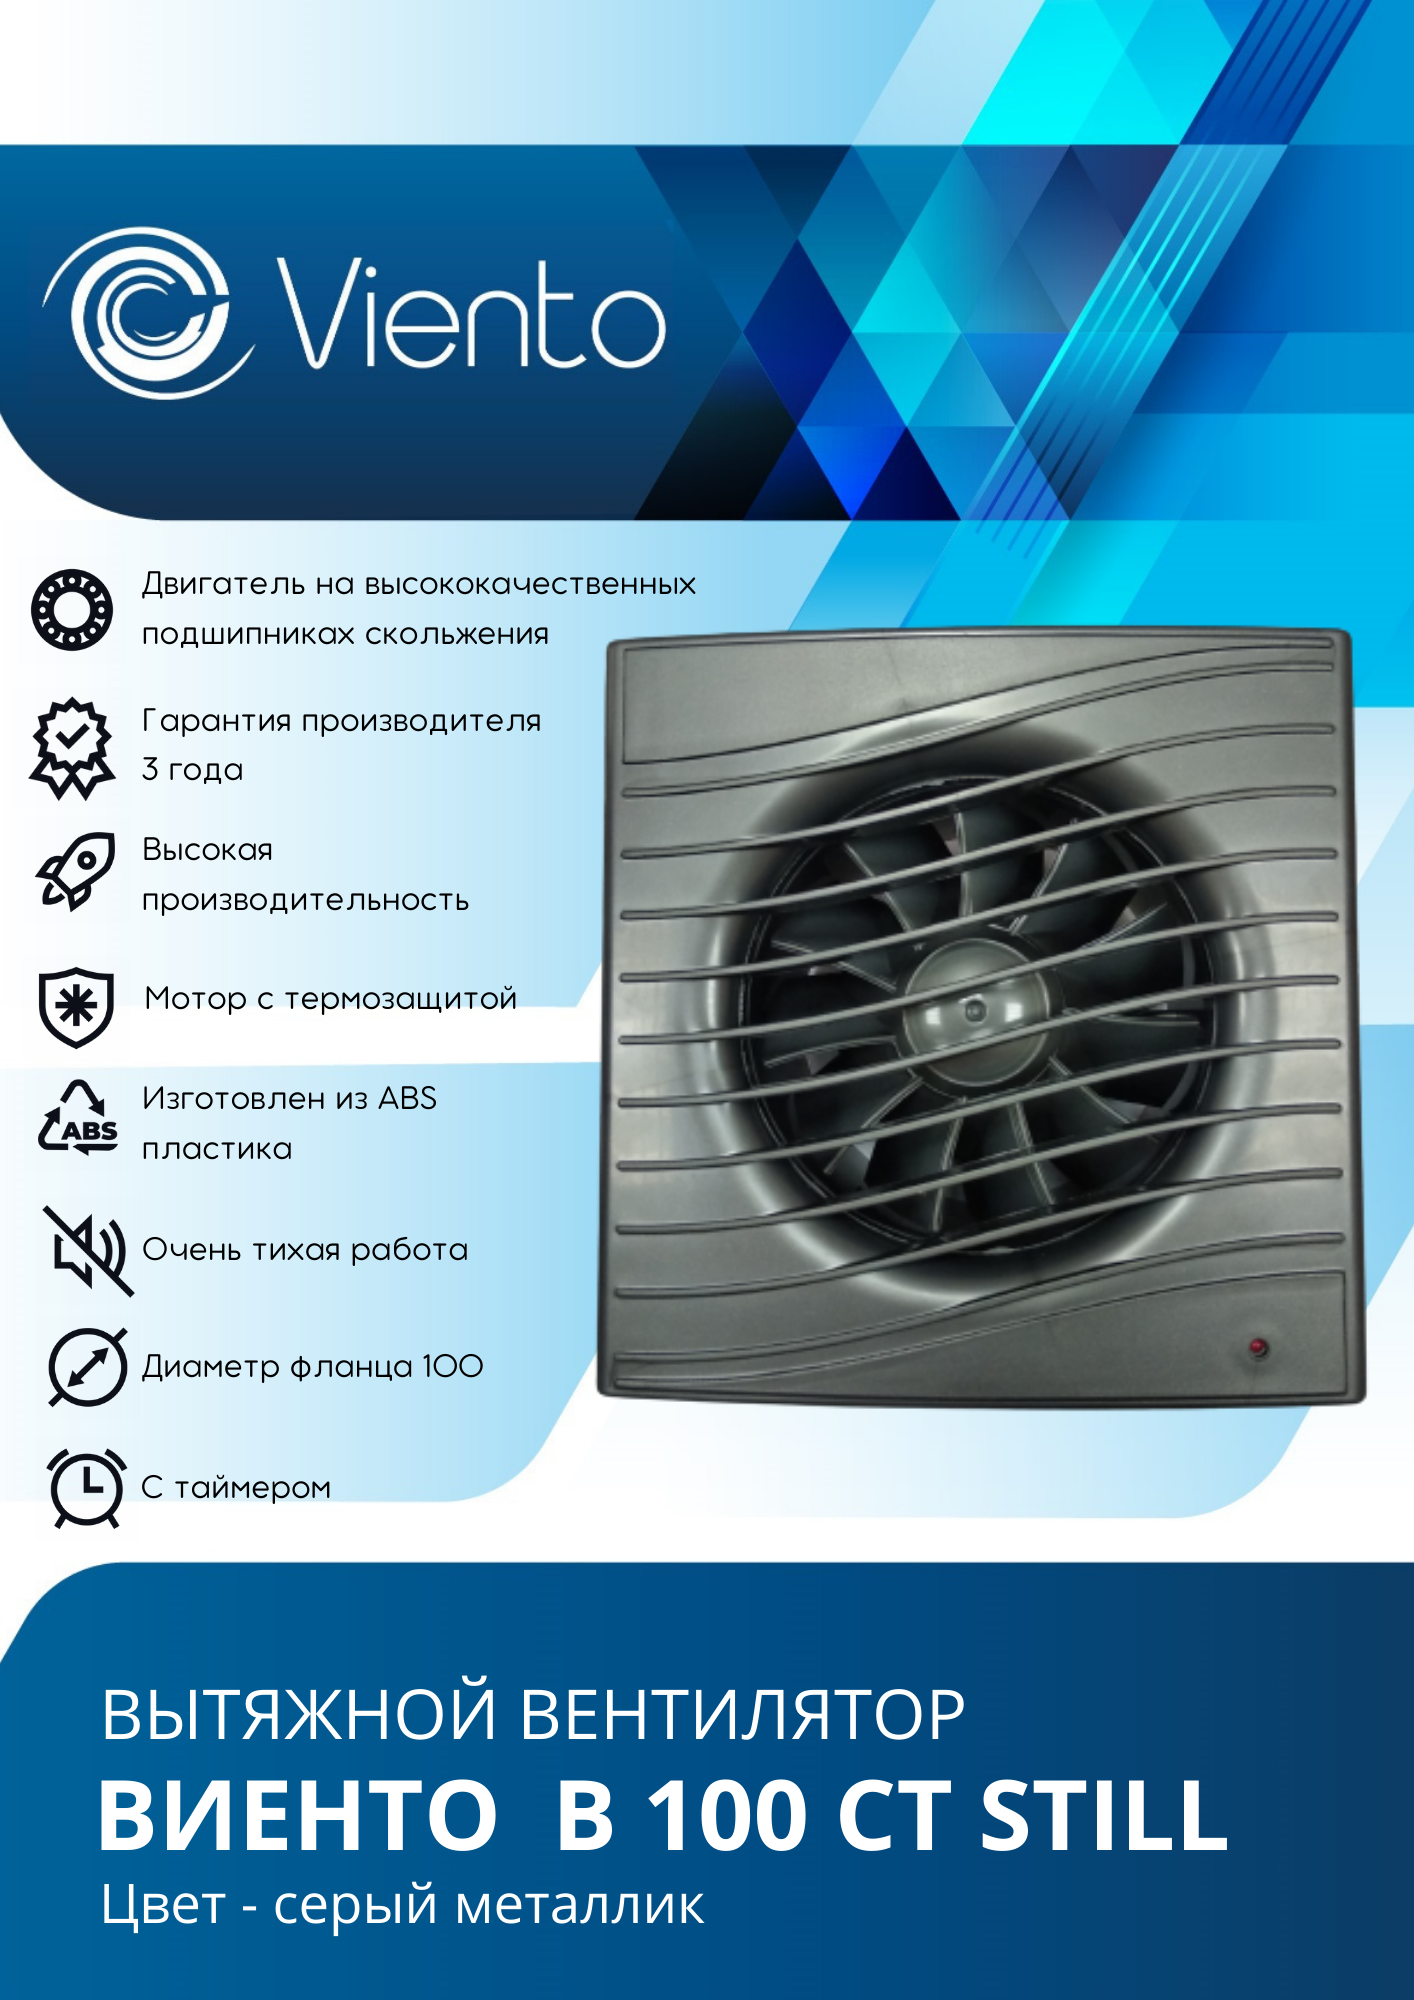 Viento
Двигатель на высококачественных
подшипниках скольжения
Гарантия производителя
3 года
Высокая
производительность
Мотор с термозащитой
Изготовлен из ABS
пластика
ABS
Очень тихая работа
Диаметр фланца 100
С таймером
ВЫТЯЖНОЙ ВЕНТИЛЯТОР
ВИЕНТО В 100 СТ STILL
Цвет - серый металлик